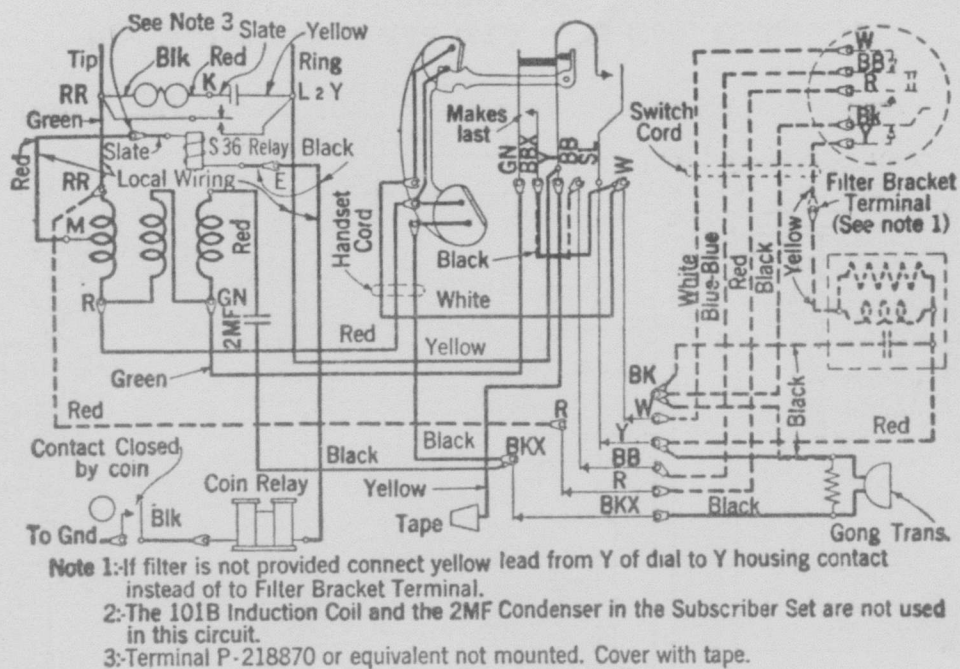 See Note 3
Slate
Yellow
Tip
Blk
Red
K
Ring
RR
L 2 Y
Green
Slate
S 36 Relay
Black
Red
RR
Local Wiring
E
M
Red
R
GN
2MF
Green
Red
Yellow
Handset
Cord
White
Makes
last
GN
BBX
Y
BB
SL
W
Black
Switch
Cord
W
BB
R
Bk
Y
2
1
3
Filter Bracket
Terminal
(See note 1)
White
Blue-Blue
Red
Black
Yellow
Black
Red
Red
R
BK
W
Y
BB
R
BKX
BKX
Black
Black
Yellow
Tape
Black
Gong Trans.
Contact Closed
by coin
Coin Relay
Blk
To Gnd
Note 1:-If filter is not provided connect yellow lead from Y of dial to Y housing contact
instead of to Filter Bracket Terminal.
2:-The 101B Induction Coil and the 2MF Condenser in the Subscriber Set are not used
in this circuit.
3:-Terminal P-218870 or equivalent not mounted. Cover with tape.